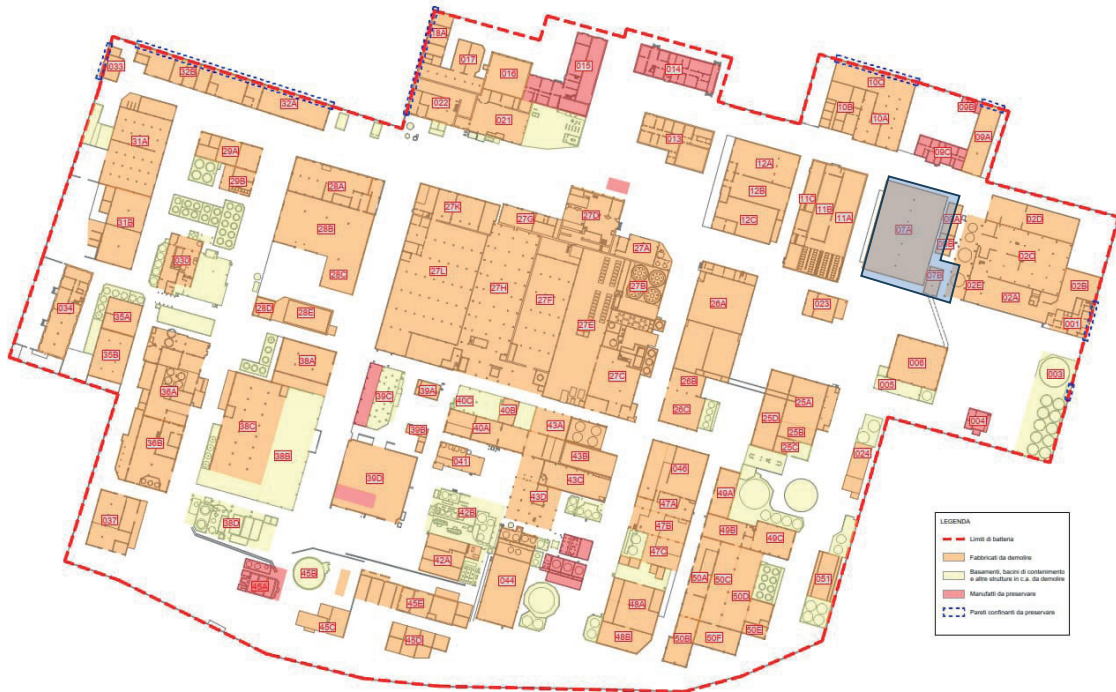 18A
017
016
015
014
033
32B
32A
022
021
013
10C
10B
10A
09B
09A
09C
31A
29A
29B
28A
28B
28C
12A
12B
12C
11C
11B
11A
07A
07B
02D
02C
02E
02A
02B
001
27K
27G
27D
27A
27L
27H
27F
27B
27E
27C
31B
030
26A
023
034
35A
35B
28D
28E
38A
006
005
003
004
36A
36B
38C
38B
39C
39A
39B
39D
40C
40B
40A
43A
26B
26C
25A
25D
25B
25C
024
041
43B
43C
43D
046
47A
47B
47C
49A
49B
49C
037
38D
42B
42A
044
45A
45B
45E
45C
45D
48A
48B
50A
50C
50D
50E
50B
50F
051
LEGENDA
Limiti di batteria
Fabbricati da demolire
Basamenti, bacini di contenimento
e altre strutture in c.a. da demolire
Manufatti da preservare
Pareti confinanti da preservare